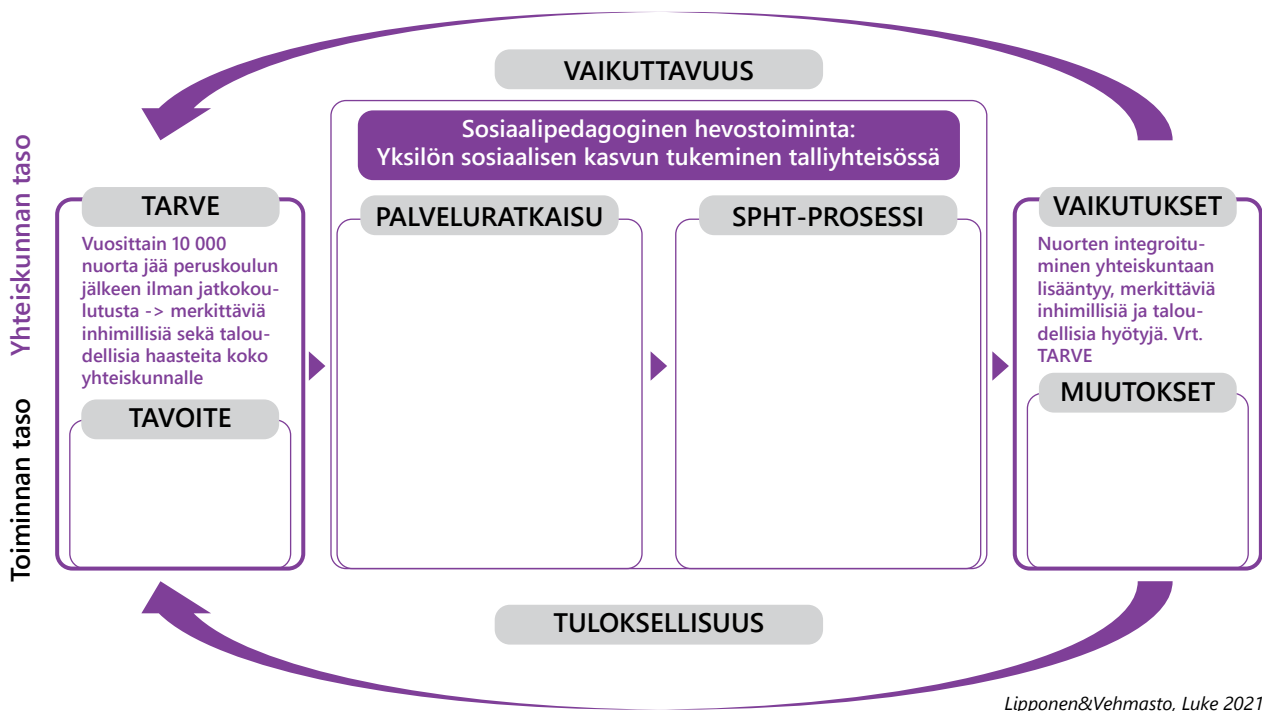 VAIKUTTAVUUS
Sosiaalipedagoginen hevostoiminta:
Yksilön sosiaalisen kasvun tukeminen talliyhteisössä
Yhteiskunnan taso
Toiminnan taso
TARVE
Vuosittain 10 000
nuorta jää peruskoulun
jälkeen ilman jatkokou-
lutusta -> merkittäviä
inhimillisiä sekä talou-
dellisia haasteita koko
yhteiskunnalle
TAVOITE
PALVELURATKAISU
SPHT-PROSESSI
VAIKUTUKSET
Nuorten integroitu-
minen yhteiskuntaan
lisääntyy, merkittäviä
inhimillisiä ja talou-
dellisia hyötyjä. Vrt.
TARVE
MUUTOKSET
TULOKSELLISUUS
Lipponen&Vehmasto, Luke 2021